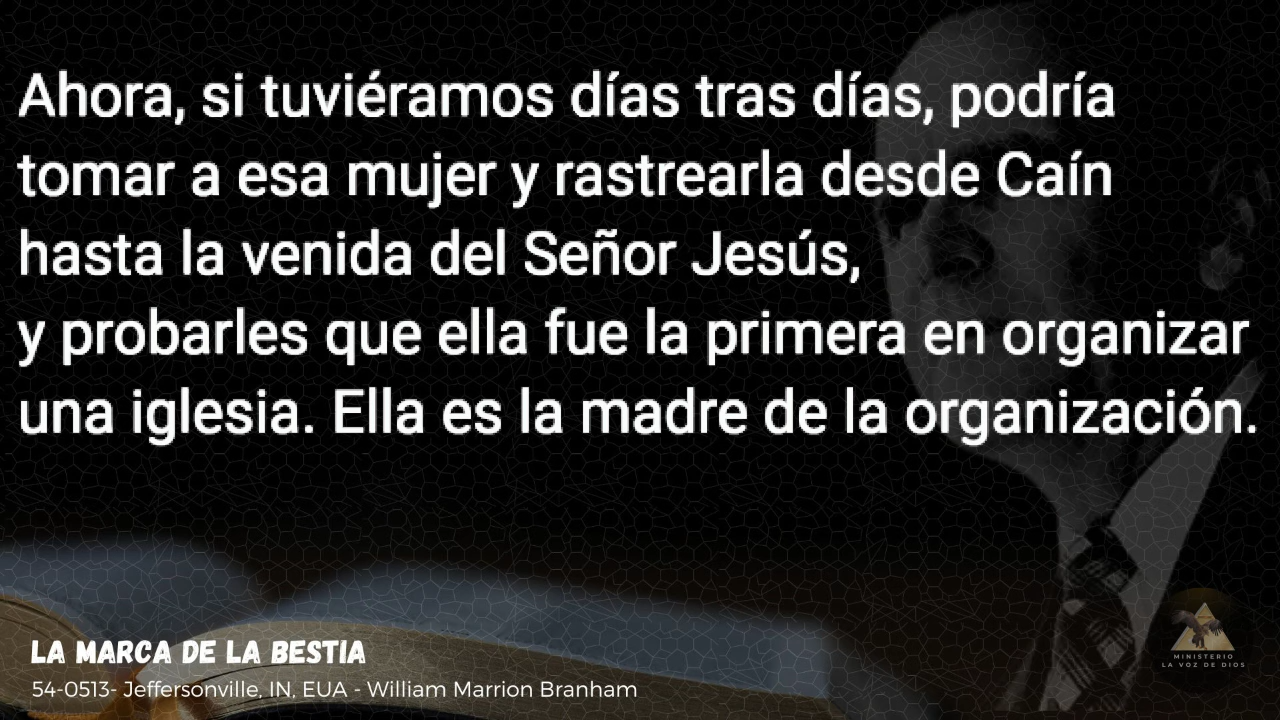 Ahora, si tuviéramos días tras días, podría
tomar a esa mujer y rastrearla desde Caín
hasta la venida del Señor Jesús,
y probarles que ella fue la primera en organizar
una iglesia. Ella es la madre de la organización.
LA MARCA DE LA BESTIA
54-0513- Jeffersonville, IN, EUA - William Marrion Branham
MINISTERIO
LA VOZ DE DIOS